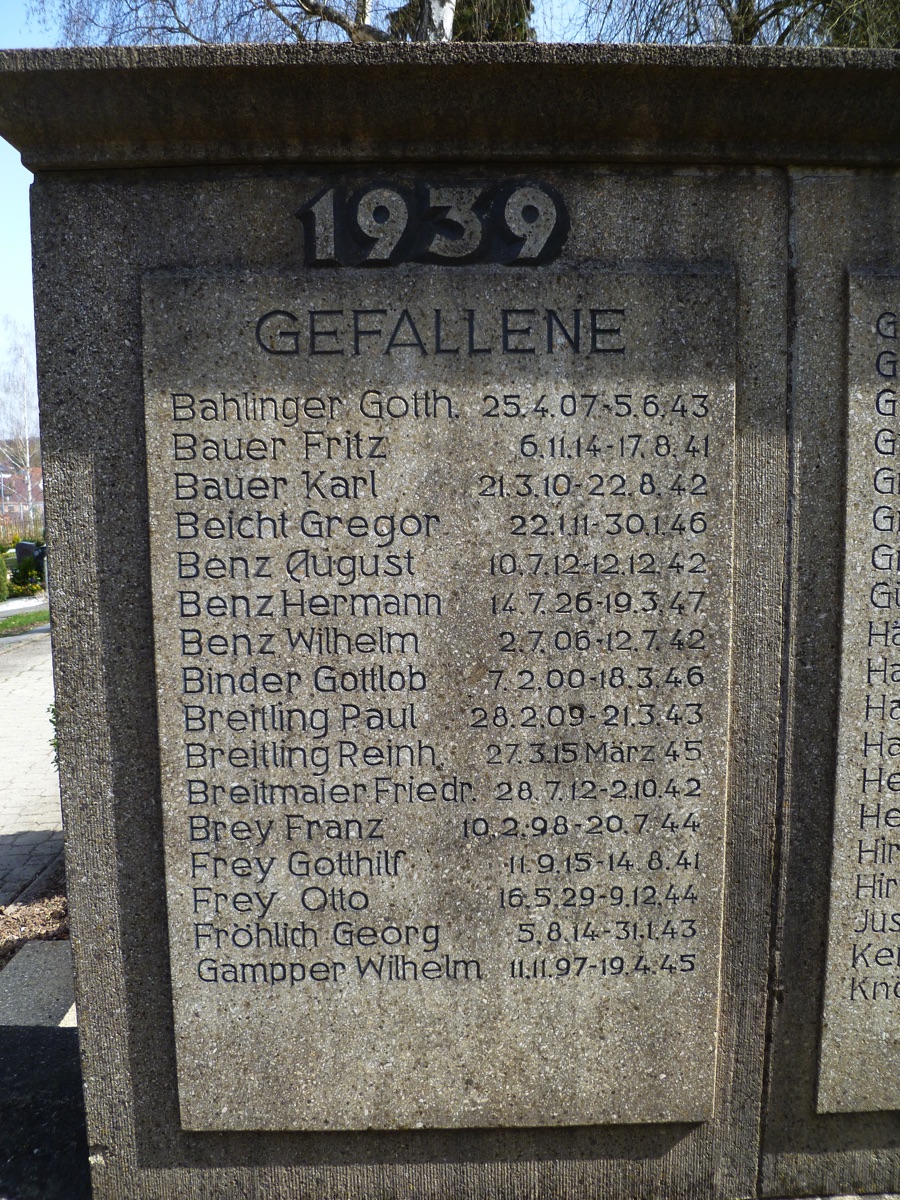 1939
GEFALLENE
Bahlinger Gotth. 25.4.07-5.6.43
Bauer Fritz 6.11.14-17.8.41
Bauer Karl 21.3.10-22.8.42
Beicht Gregor 22.1.11-30.1.46
Benz August 10.7.12-12.12.42
Benz Hermann 14.7.26-19.3.47
Benz Wilhelm 2.7.06-12.7.42
Binder Gottlob 7.2.00-18.3.46
Breitling Paul 28.2.09-21.3.43
Breitling Reinh. 27.3.15 März 45
Breitmaier Friedr. 28.7.12-2.10.42
Brey Franz 10.2.98-20.7.44
Frey Gotthilf 11.9.15-14.8.41
Frey Otto 16.5.29-9.12.44
Fröhlich Georg 5.8.14-31.1.43
Gampper Wilhelm 11.11.97-19.4.45